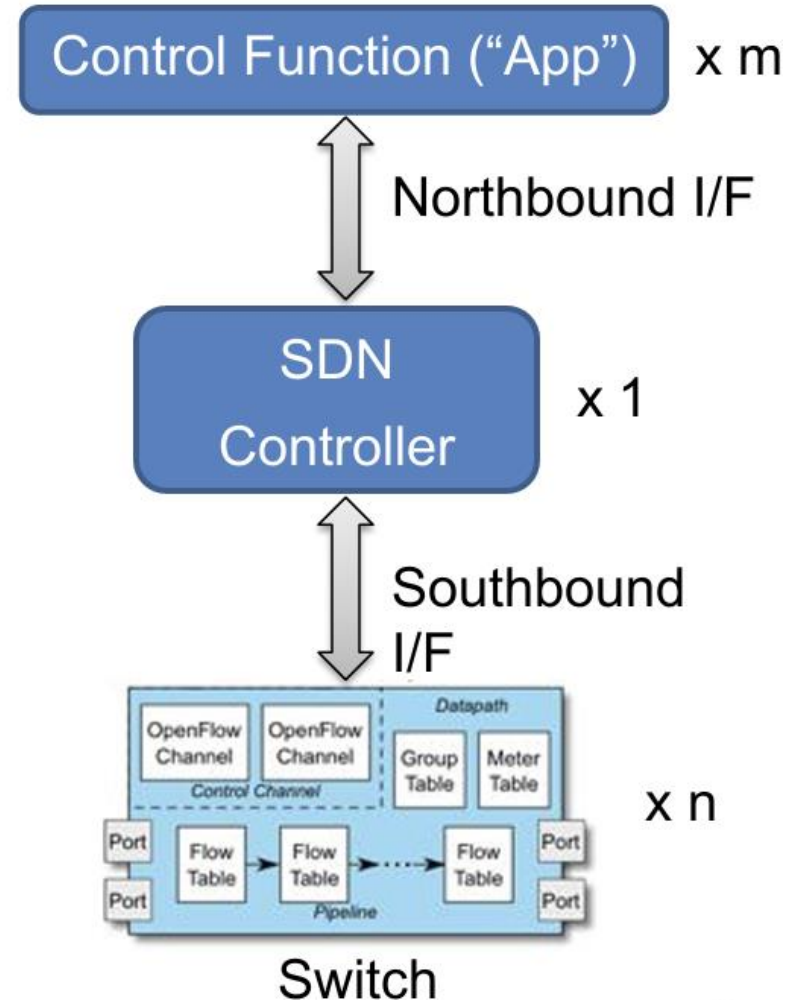 Control Function (“App”) x m
Northbound I/F
SDN
Controller
x 1
Southbound
I/F
OpenFlow
Channel
OpenFlow
Channel
Control Channel
Datapath
Group
Table
Meter
Table
x n
Port
Port
Flow
Table
Flow
Table
Flow
Table
Pipeline
Port
Port
Switch